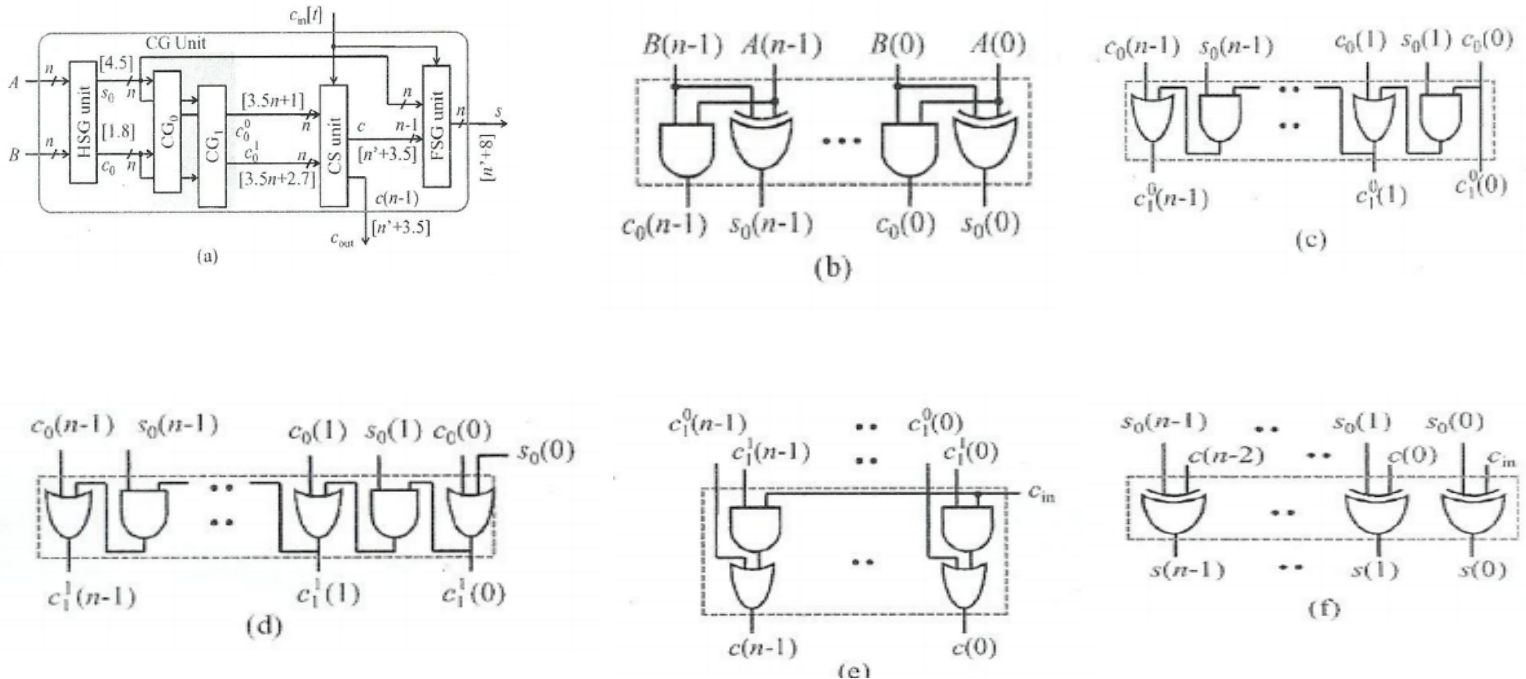 c_in[t]
CG Unit
A
n
[4.5]
s_0
n
HSG unit
CG_0
CG_1
[3.5n+1]
c_0^0
n
CS unit
n
c
n-1
[n'+3.5]
FSG unit
n
s
[n'+8]
B
n
[1.8]
c_0
n
c_0^1
n
[3.5n+2.7]
c(n-1)
[n'+3.5]
c_out
(a)
B(n-1) A(n-1) B(0) A(0)
c_0(n-1) s_0(n-1) c_0(0) s_0(0)
(b)
c_0(n-1) s_0(n-1) c_0(1) s_0(1) c_0(0)
c_1^0(n-1) c_1^0(1) c_1^0(0)
(c)
c_0(n-1) s_0(n-1) c_0(1) s_0(1) c_0(0)
s_0(0)
c_1^1(n-1) c_1^1(1) c_1^1(0)
(d)
c_1^0(n-1) c_1^0(0)
c_1^1(n-1) c_1^1(0)
c_in
c(n-1) c(0)
(e)
s_0(n-1) s_0(1) s_0(0)
c(n-2) c(0) c_in
s(n-1) s(1) s(0)
(f)